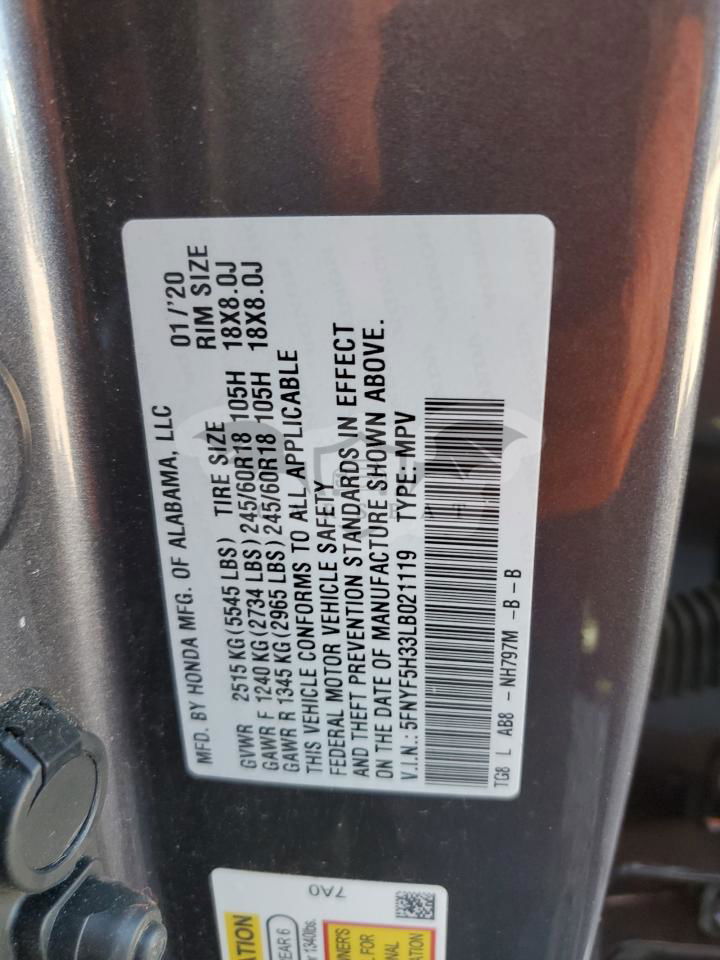 MFD. BY HONDA MFG. OF ALABAMA, LLC 01/'20
GVWR 2515 KG (5545 LBS) TIRE SIZE RIM SIZE
GAWR F 1240 KG (2734 LBS) 245/60R18 105H 18X8.0J
GAWR R 1345 KG (2965 LBS) 245/60R18 105H 18X8.0J
THIS VEHICLE CONFORMS TO ALL APPLICABLE
FEDERAL MOTOR VEHICLE SAFETY
AND THEFT PREVENTION STANDARDS IN EFFECT
ON THE DATE OF MANUFACTURE SHOWN ABOVE.
V.I.N.: 5FNYF5H33LB021119 TYPE: MPV
TG8 L AB8 - NH797M -B-B
7A0